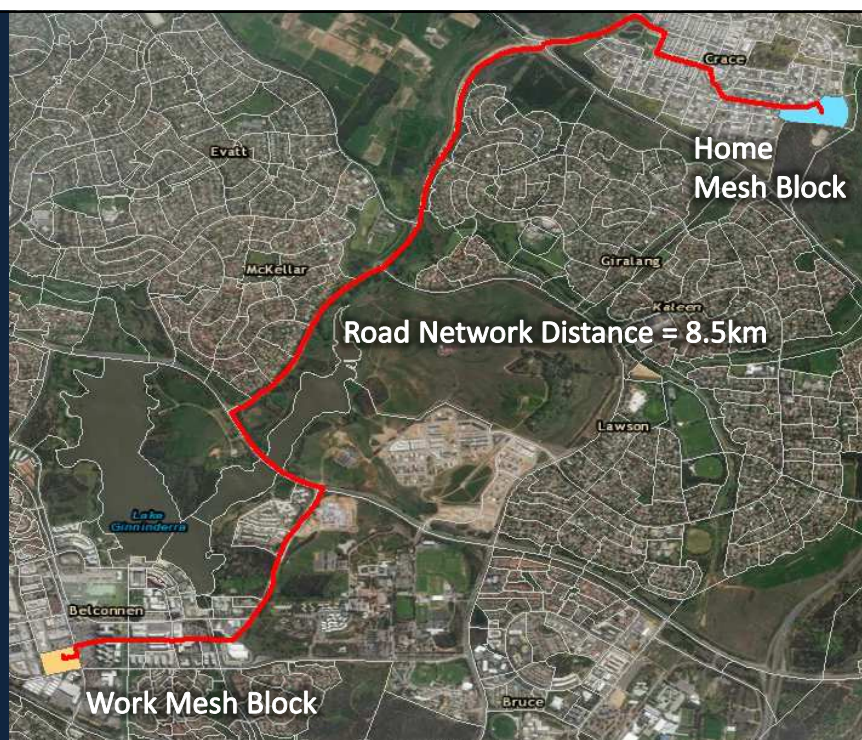 Crace
Evatt
Home
Mesh Block
McKellar
Giralang
Kaleen
Road Network Distance = 8.5km
Lawson
Lake
Ginninderra
Belconnen
Work Mesh Block
Bruce